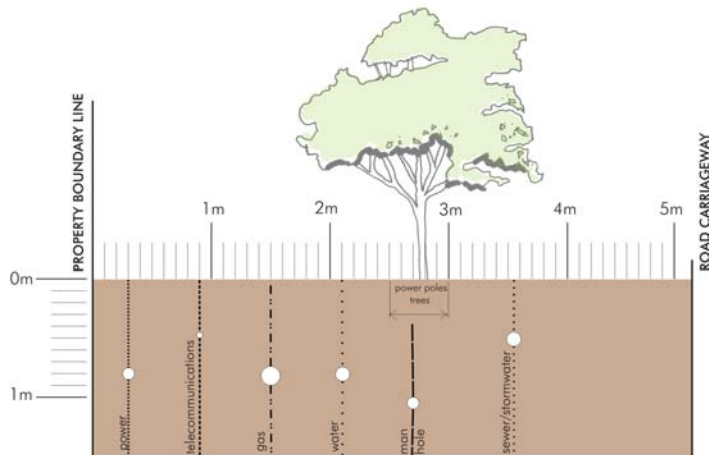 PROPERTY BOUNDARY LINE
ROAD CARRIAGEWAY
1m
2m
3m
4m
5m
0m
power poles
trees
1m
power
telecommunications
gas
water
man
hole
sewer/stormwater